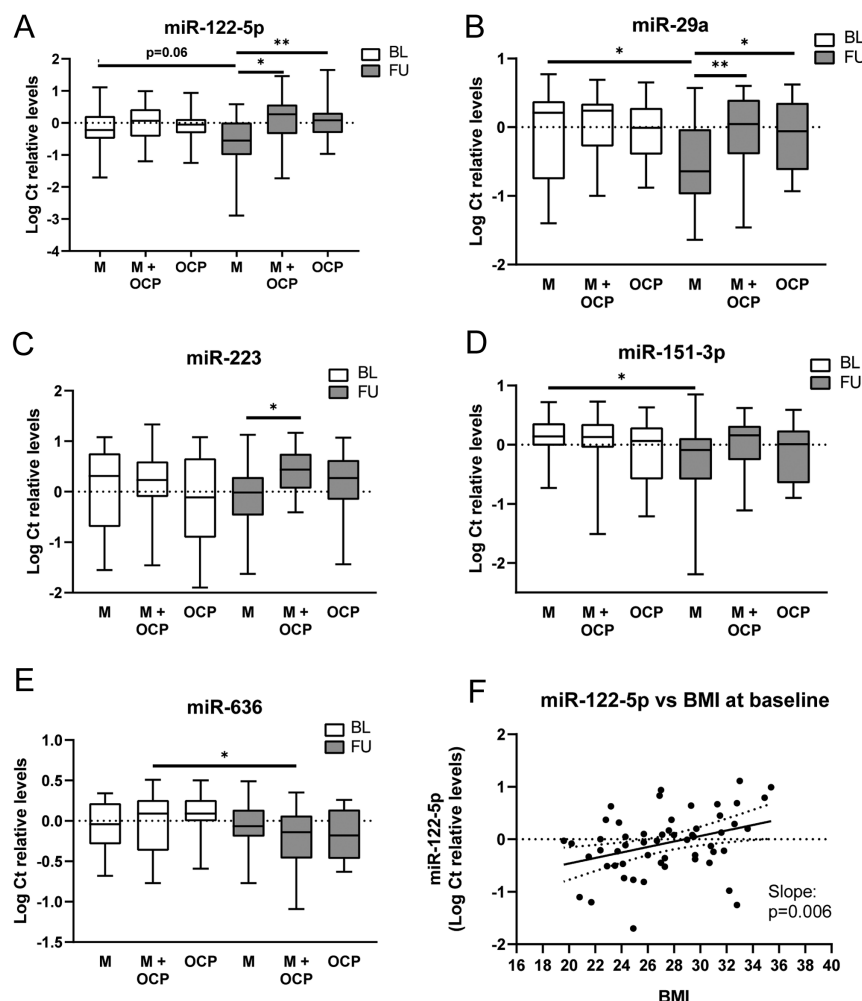 A
miR-122-5p
BL
FU
Log Ct relative levels
p=0.06
**
*
2
1
0
-1
-2
-3
-4
M
M +
OCP
OCP
M
M +
OCP
OCP
B
miR-29a
BL
FU
Log Ct relative levels
*
*
**
1
0
-1
-2
M
M +
OCP
OCP
M
M +
OCP
OCP
C
miR-223
BL
FU
Log Ct relative levels
*
2
1
0
-1
-2
M
M +
OCP
OCP
M
M +
OCP
OCP
D
miR-151-3p
BL
FU
Log Ct relative levels
*
1
0
-1
-2
M
M +
OCP
OCP
M
M +
OCP
OCP
E
miR-636
BL
FU
Log Ct relative levels
*
1.0
0.5
0.0
-0.5
-1.0
-1.5
M
M +
OCP
OCP
M
M +
OCP
OCP
F
miR-122-5p vs BMI at baseline
miR-122-5p
(Log Ct relative levels)
2
1
0
-1
-2
Slope:
p=0.006
16 18 20 22 24 26 28 30 32 34 36 38 40
BMI